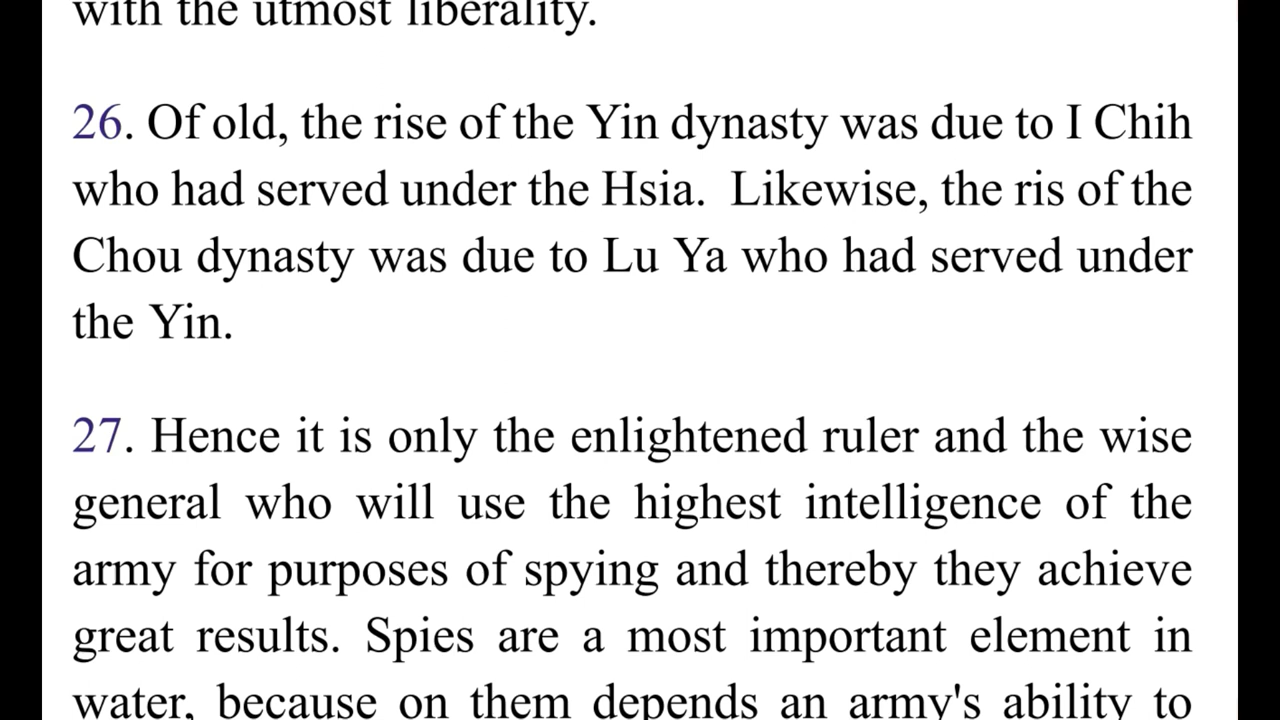 with the utmost liberality.
26. Of old, the rise of the Yin dynasty was due to I Chih
who had served under the Hsia.  Likewise, the ris of the
Chou dynasty was due to Lu Ya who had served under
the Yin.
27. Hence it is only the enlightened ruler and the wise
general who will use the highest intelligence of the
army for purposes of spying and thereby they achieve
great results. Spies are a most important element in
water, because on them depends an army's ability to